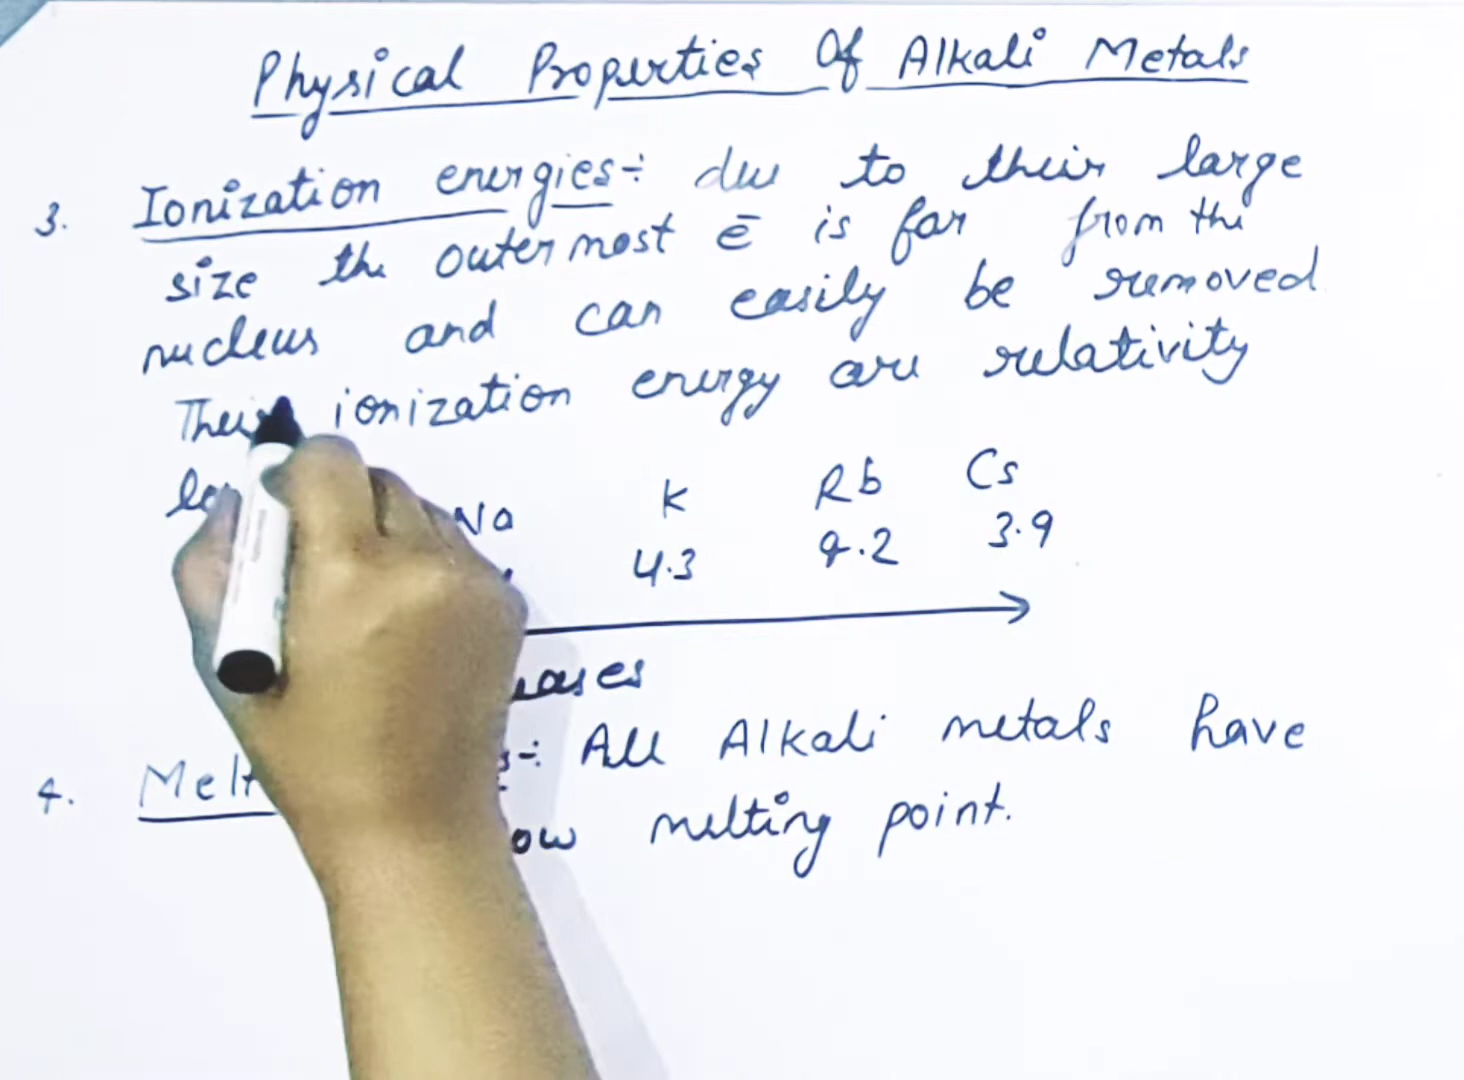 Physical Properties Of Alkali Metals
3. Ionization energies:- due to their large
size the outermost ē is far from the
nucleus and can easily be removed
Their ionization energy are relativity
Na K Rb Cs
4.3 4.2 3.9
4. :- All Alkali metals have
melting point.